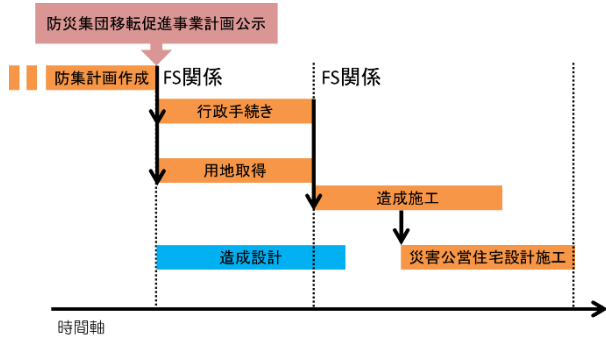 防災集団移転促進事業計画公示
防集計画作成
FS関係
FS関係
行政手続き
用地取得
造成施工
造成設計
災害公営住宅設計施工
時間軸